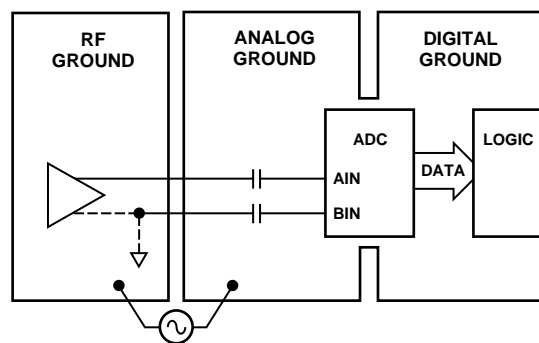 RF
GROUND
ANALOG
GROUND
DIGITAL
GROUND
ADC
LOGIC
AIN
DATA
BIN